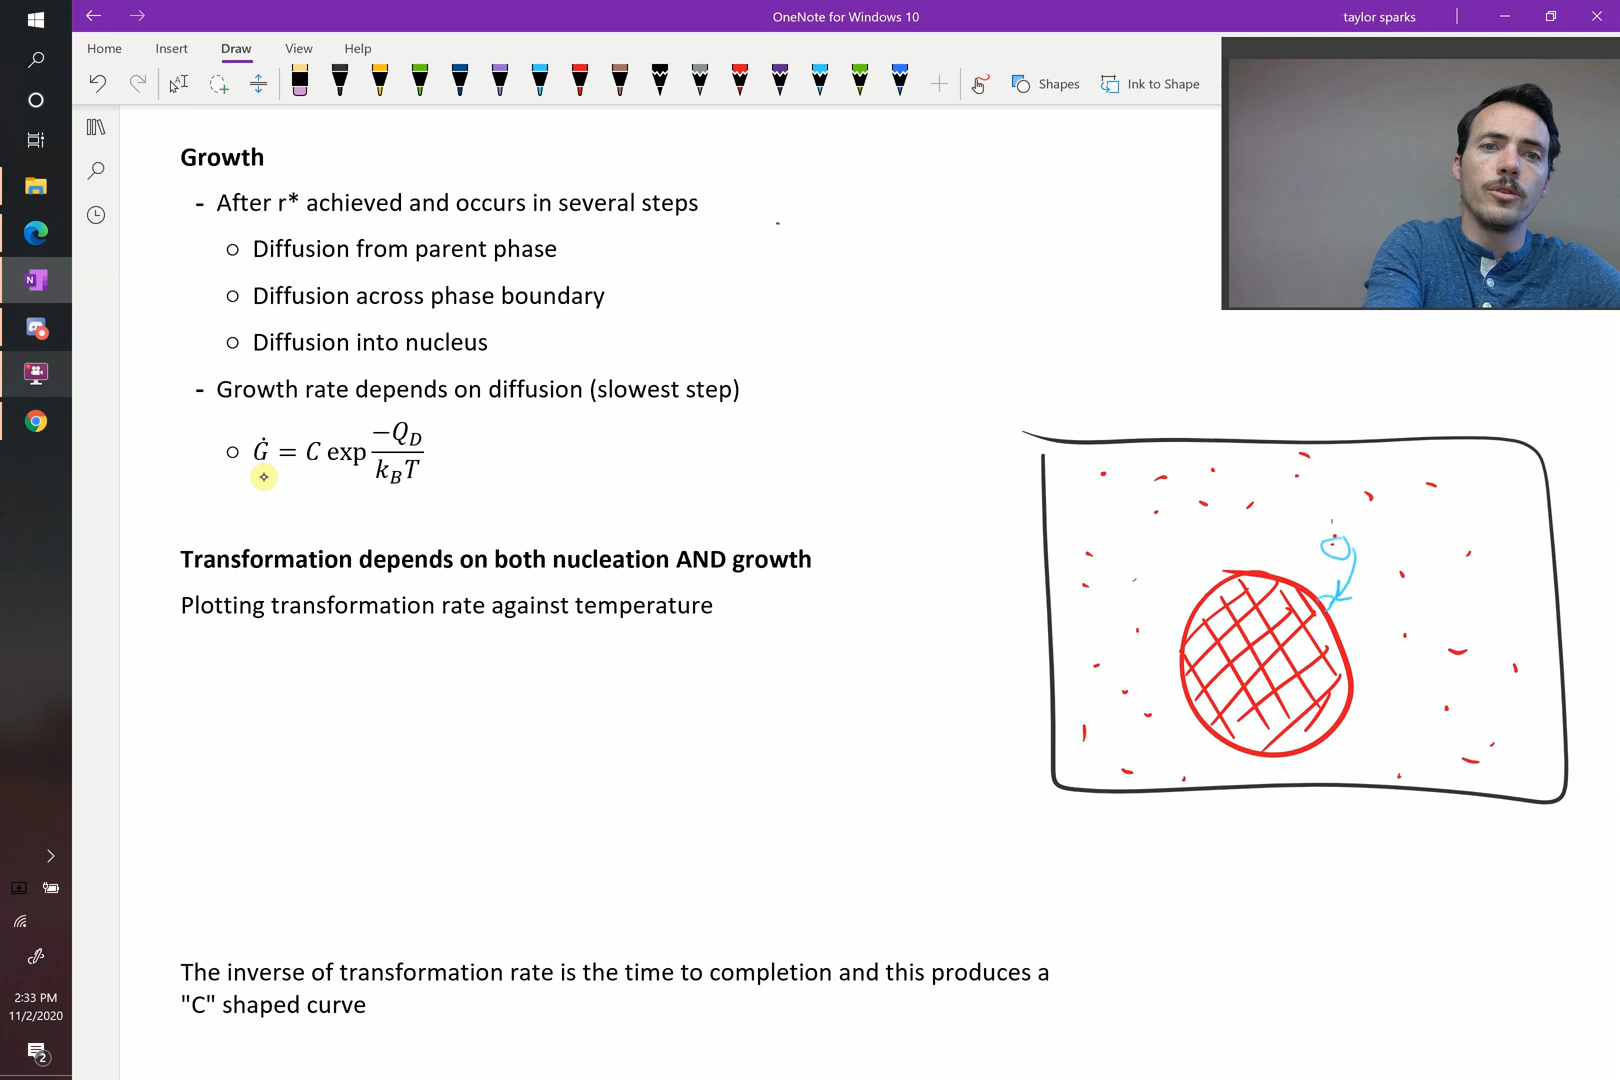 OneNote for Windows 10
taylor sparks
Home Insert Draw View Help
Shapes
Ink to Shape
Growth
- After r* achieved and occurs in several steps
○ Diffusion from parent phase
○ Diffusion across phase boundary
○ Diffusion into nucleus
- Growth rate depends on diffusion (slowest step)
○ Ġ = C exp −Q_D / k_B T
Transformation depends on both nucleation AND growth
Plotting transformation rate against temperature
The inverse of transformation rate is the time to completion and this produces a
"C" shaped curve
2:33 PM
11/2/2020
2